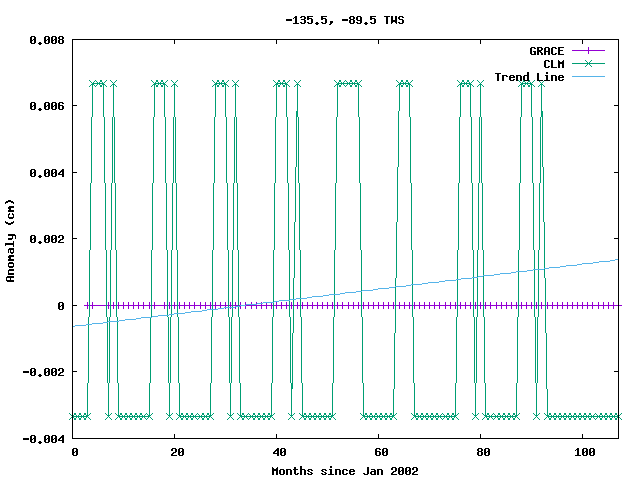 -135.5, -89.5 TWS
GRACE
CLM
Trend Line
0.008
0.006
0.004
0.002
0
-0.002
-0.004
Anomaly (cm)
0 20 40 60 80 100
Months since Jan 2002